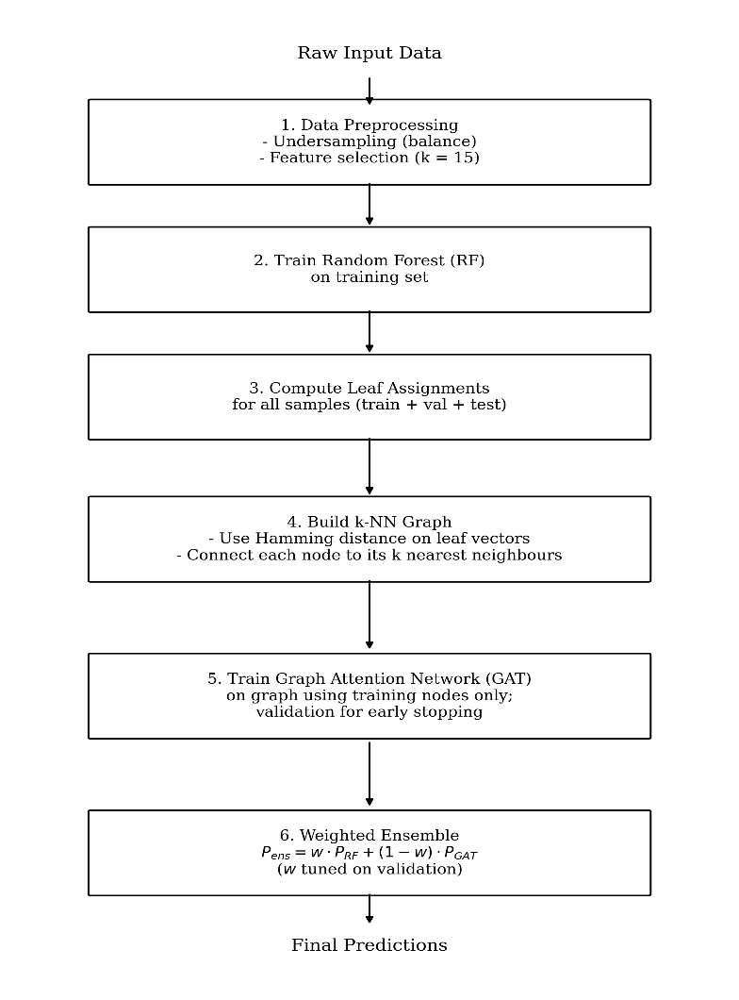 Raw Input Data
1. Data Preprocessing
- Undersampling (balance)
- Feature selection (k = 15)
2. Train Random Forest (RF)
on training set
3. Compute Leaf Assignments
for all samples (train + val + test)
4. Build k-NN Graph
- Use Hamming distance on leaf vectors
- Connect each node to its k nearest neighbours
5. Train Graph Attention Network (GAT)
on graph using training nodes only;
validation for early stopping
6. Weighted Ensemble
P_ens = w · P_RF + (1 − w) · P_GAT
(w tuned on validation)
Final Predictions